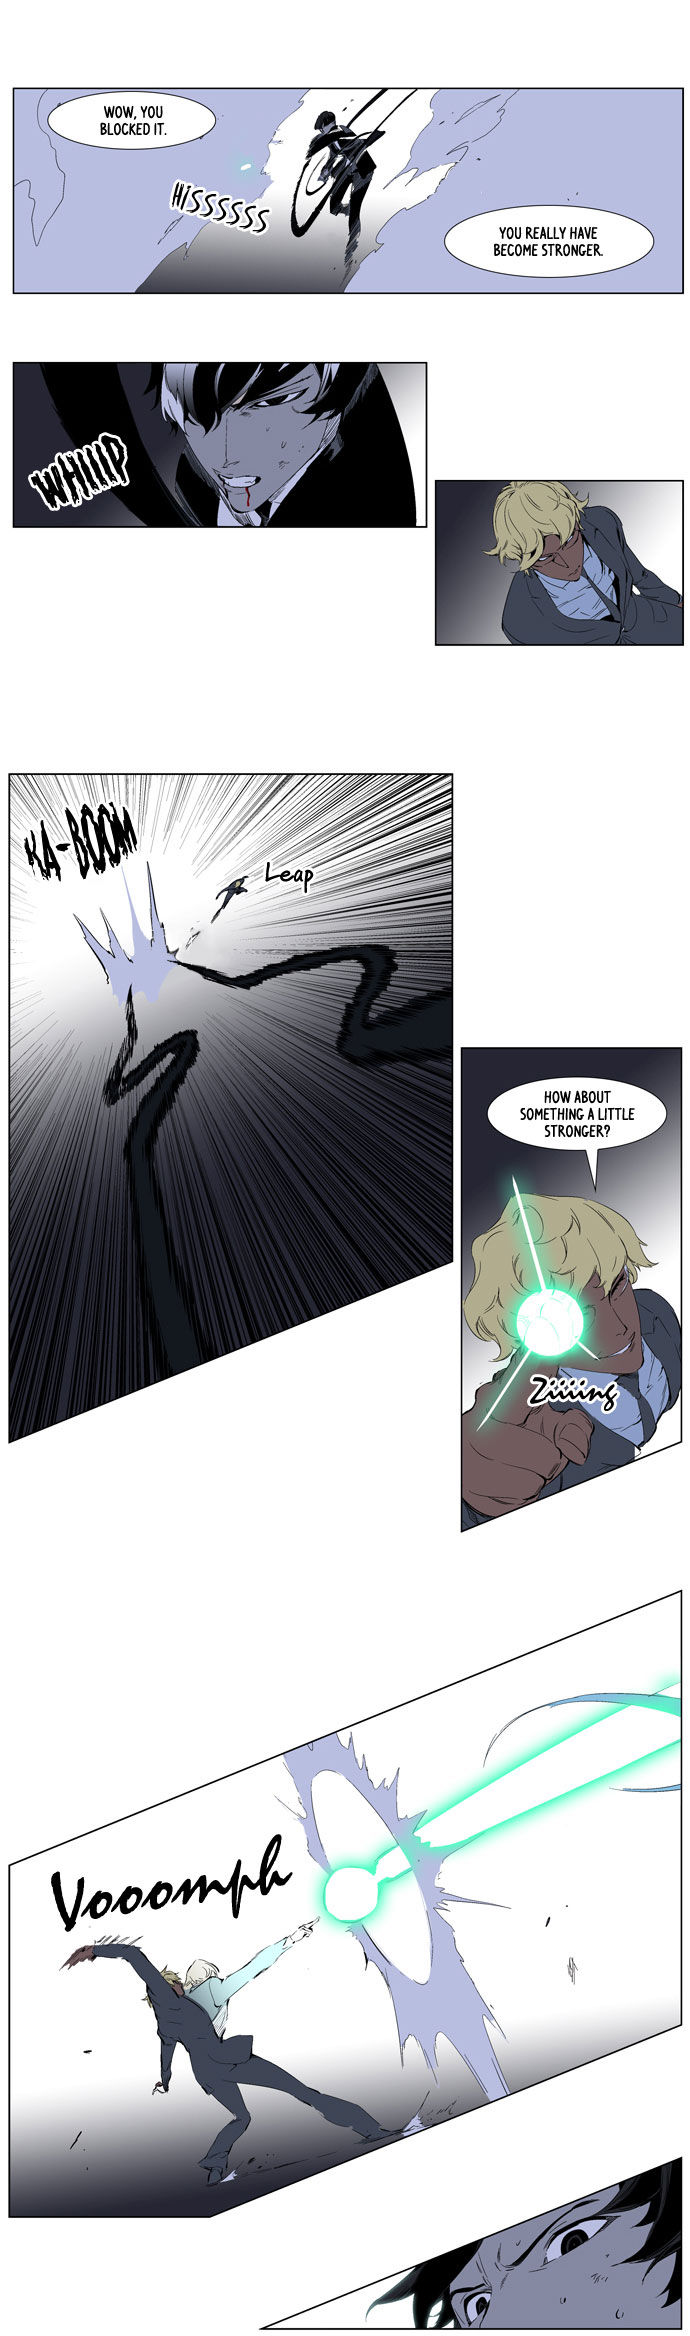 WOW, YOU
BLOCKED IT.
HISSSSSS
YOU REALLY HAVE
BECOME STRONGER.
WHIIIP
KA-BOOM
Leap
HOW ABOUT
SOMETHING A LITTLE
STRONGER?
Ziiiing
Vooomph